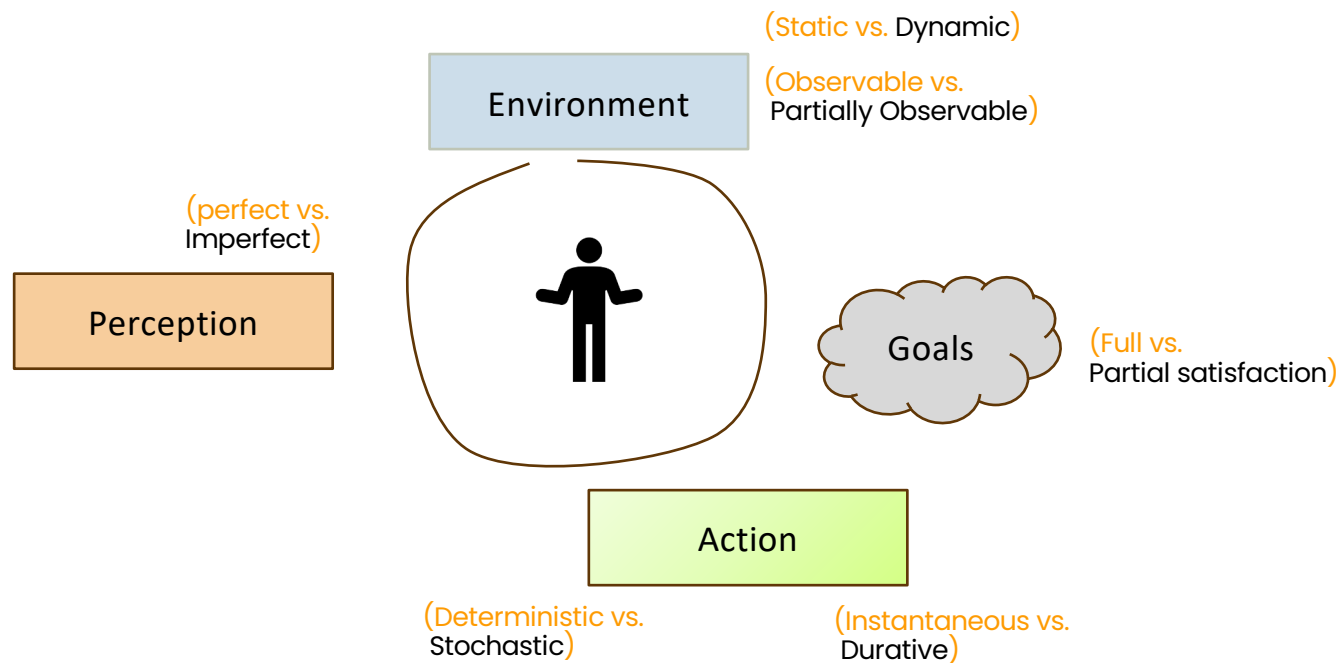 (Static vs. Dynamic)
Environment
(Observable vs.
Partially Observable)
(perfect vs.
Imperfect)
Perception
Goals
(Full vs.
Partial satisfaction)
Action
(Deterministic vs.
Stochastic)
(Instantaneous vs.
Durative)